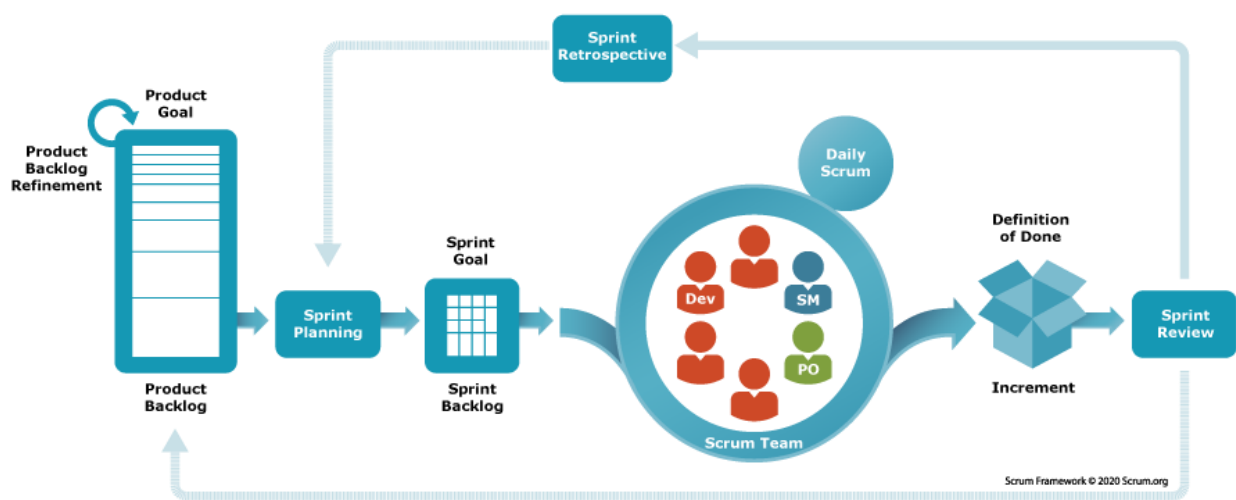 Sprint
Retrospective
Product
Goal
Product
Backlog
Refinement
Daily
Scrum
Definition
of Done
Sprint
Goal
Dev
SM
Sprint
Planning
Sprint
Review
PO
Product
Backlog
Sprint
Backlog
Increment
Scrum Team
Scrum Framework © 2020 Scrum.org